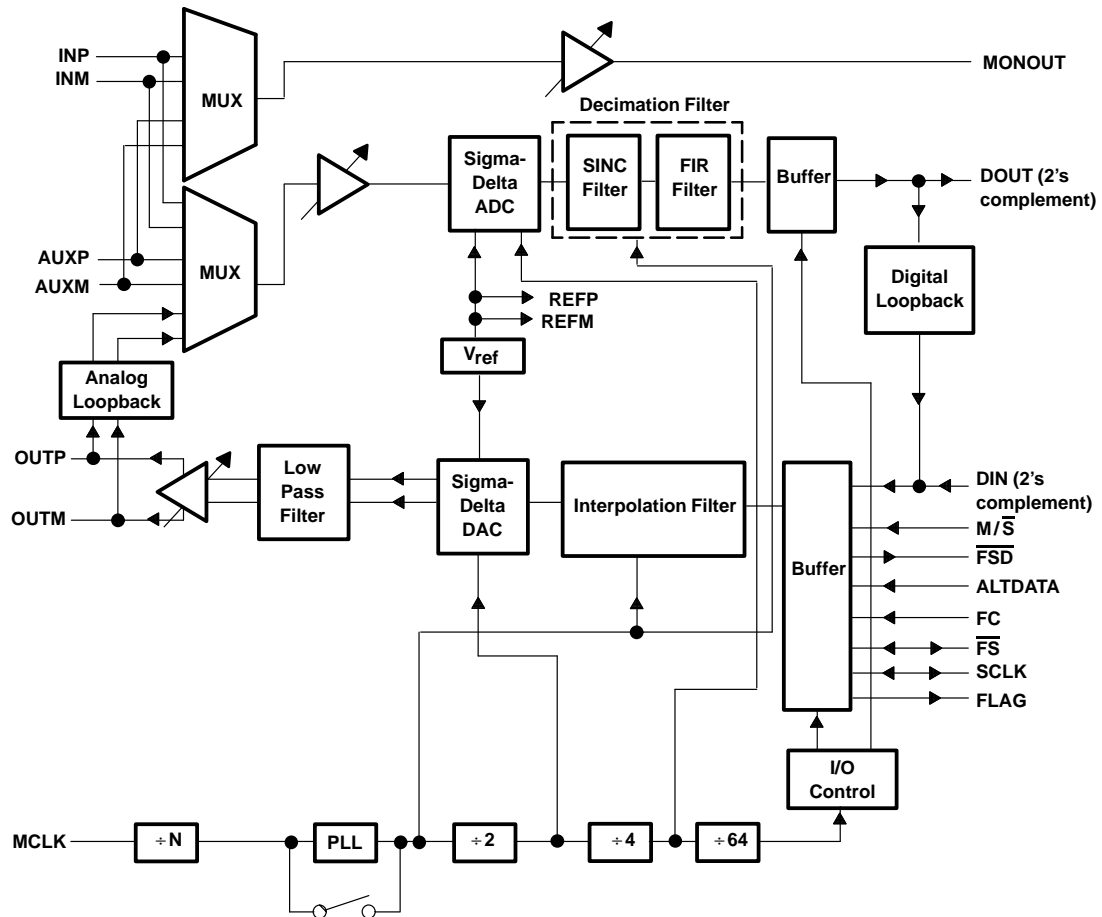 INP
INM
MUX
MONOUT
Decimation Filter
Sigma-
Delta
ADC
SINC
Filter
FIR
Filter
Buffer
DOUT (2's
complement)
AUXP
AUXM
MUX
Digital
Loopback
REFP
REFM
Vref
Analog
Loopback
OUTP
OUTM
Low
Pass
Filter
Sigma-
Delta
DAC
Interpolation Filter
Buffer
DIN (2's
complement)
M/S̅
F̅S̅D̅
ALTDATA
FC
F̅S̅
SCLK
FLAG
I/O
Control
MCLK
÷N
PLL
÷2
÷4
÷64